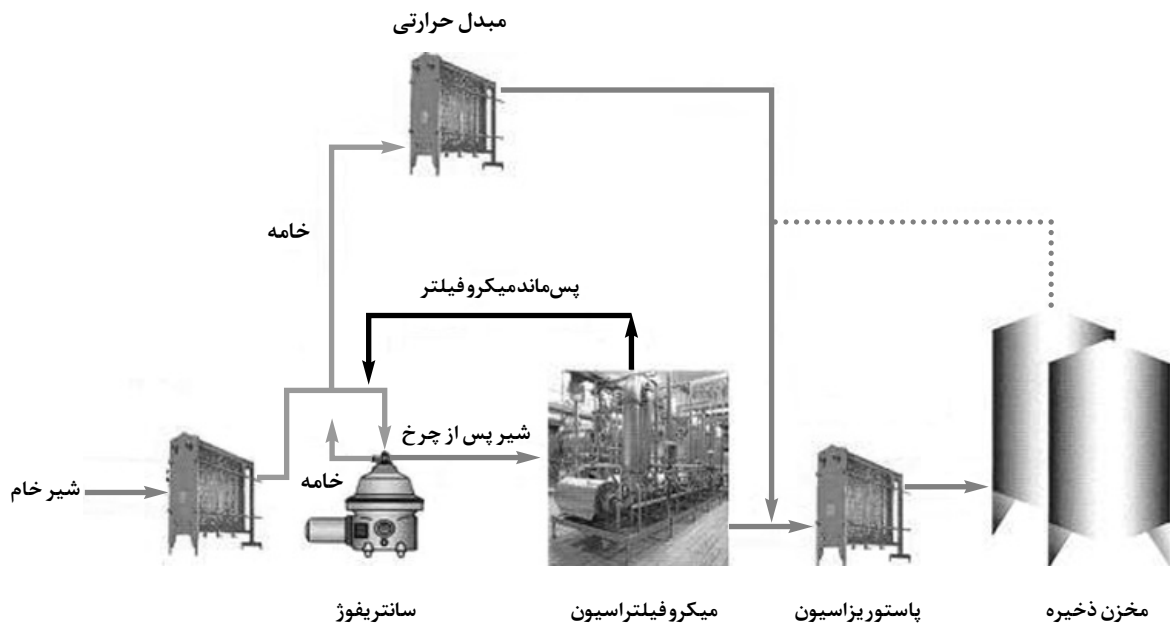 مبدل حرارتی
خامه
پس‌ماند میکروفیلتر
شیر پس از چرخ
خامه
شیر خام
سانتریفوژ
میکروفیلتراسیون
پاستوریزاسیون
مخزن ذخیره